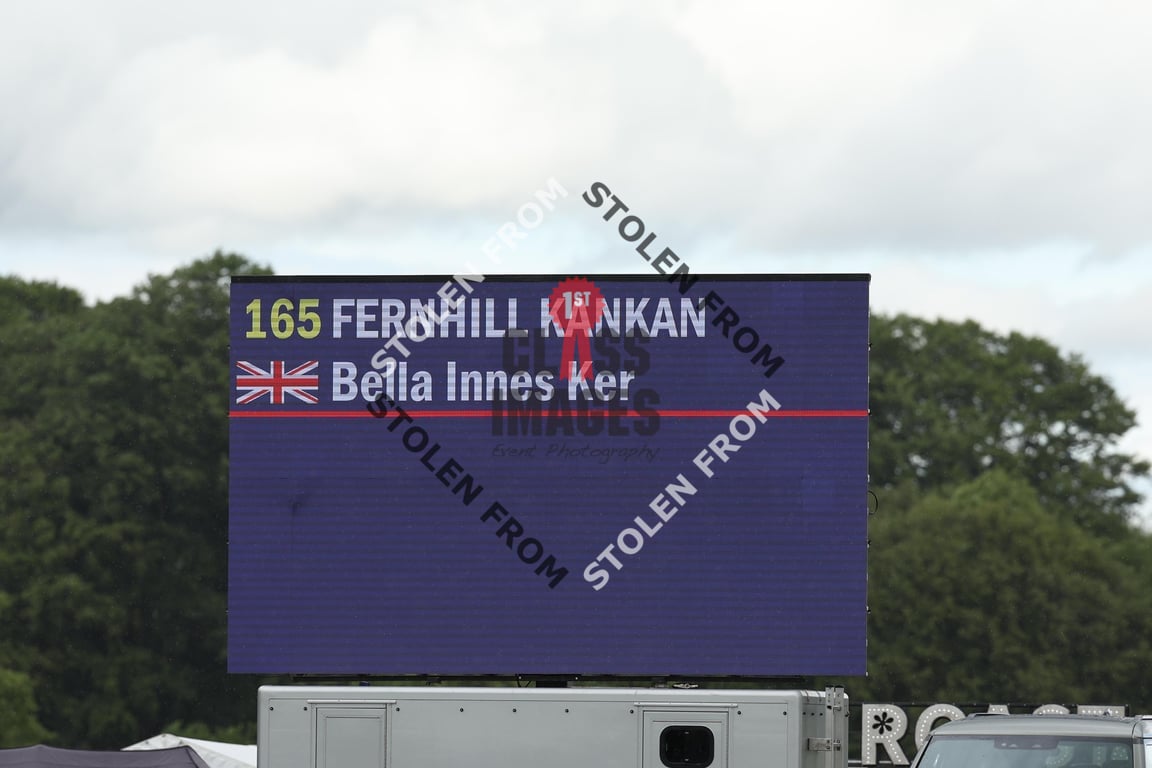 165 FERNHILL KANKAN
Bella Innes Ker
1ST CLASS
IMAGES
Event Photography
STOLEN FROM
STOLEN FROM
STOLEN FROM
STOLEN FROM
ROAST